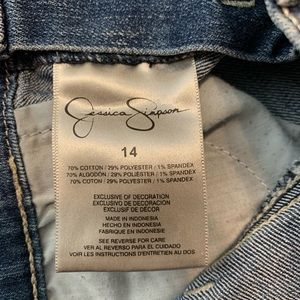 Jessica Simpson
14
70% COTTON / 29% POLYESTER / 1% SPANDEX
70% ALGODÓN / 29% POLIÉSTER / 1% SPANDEX
70% COTON / 29% POLYESTER / 1% SPANDEX
EXCLUSIVE OF DECORATION
EXCLUSIVO DE DECORACIÓN
EXCLUSIF DE DÉCOR
MADE IN INDONESIA
HECHO EN INDONESIA
FABRIQUE EN INDONESIA
SEE REVERSE FOR CARE
VER AL REVERSO PARA EL CUIDADO
VOIR LES INSTRUCTIONS D'ENTRETIEN AU DOS